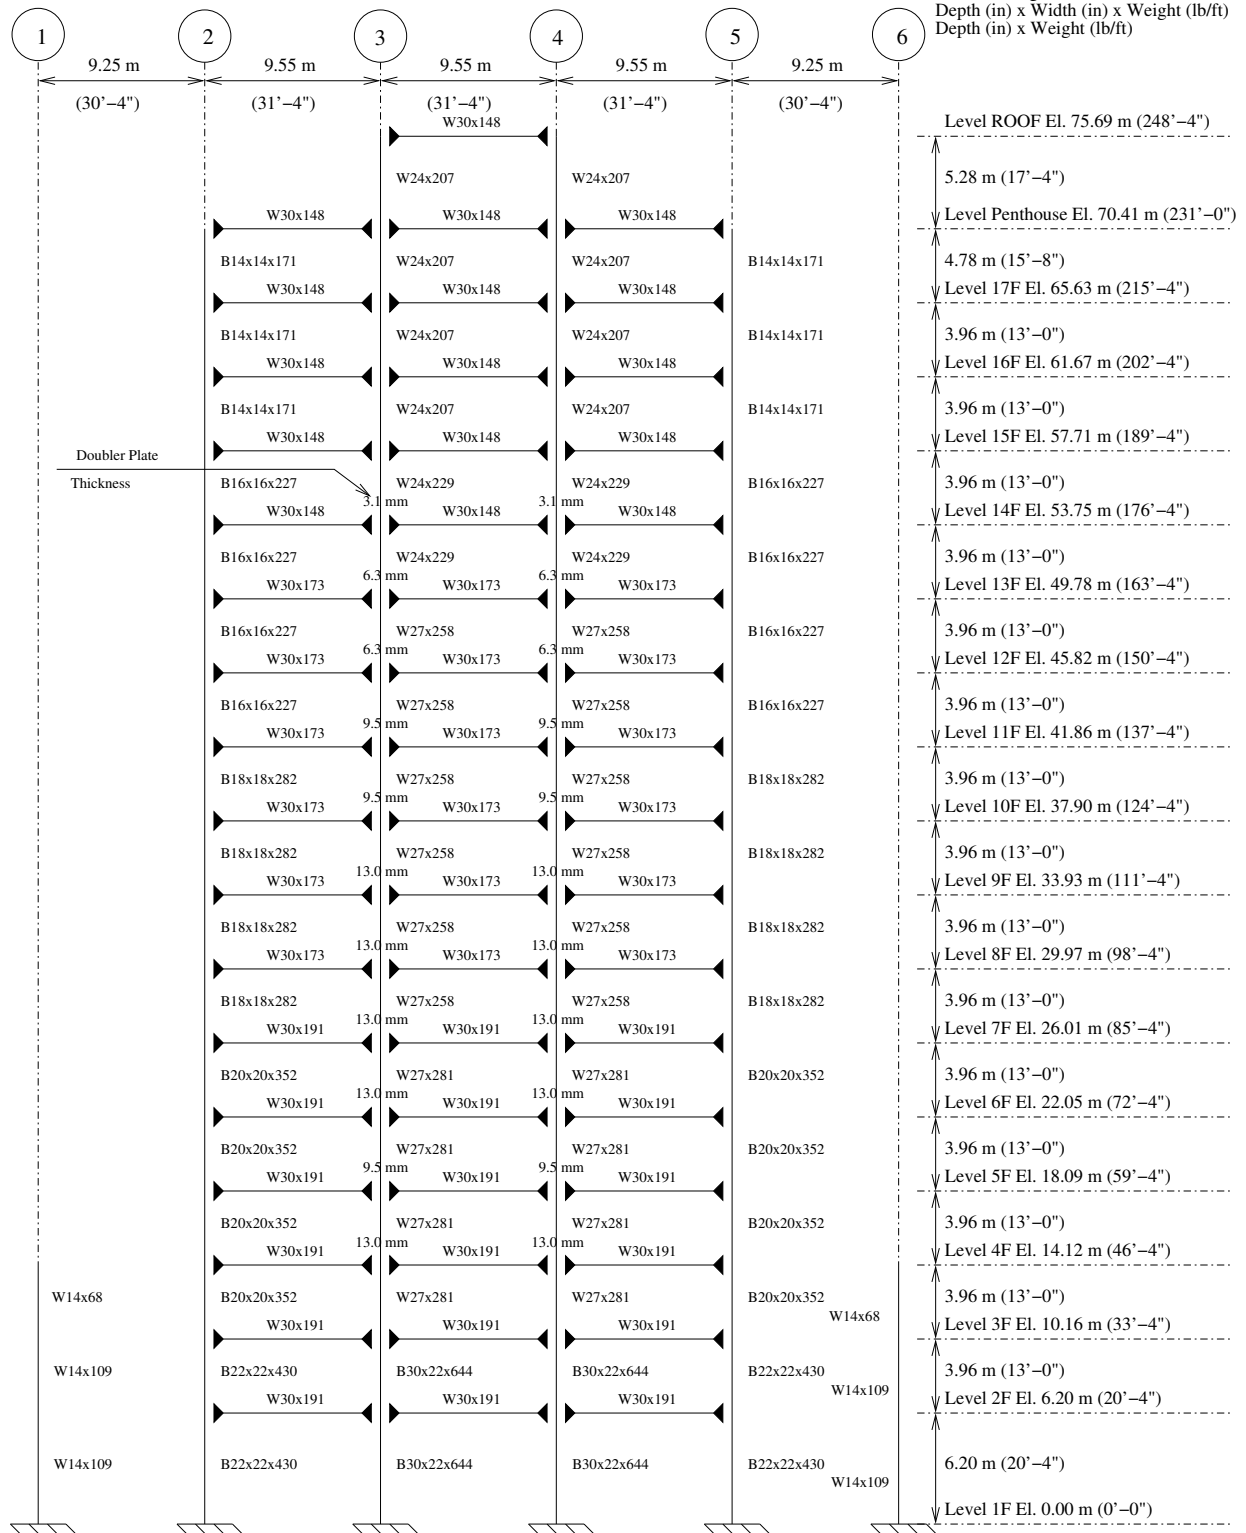 Depth (in) x Width (in) x Weight (lb/ft)
Depth (in) x Weight (lb/ft)
1 2 3 4 5 6
9.25 m 9.55 m 9.55 m 9.55 m 9.25 m
(30'−4") (31'−4") (31'−4") (31'−4") (30'−4")
W30x148 Level ROOF El. 75.69 m (248'−4")
W24x207 W24x207 5.28 m (17'−4")
W30x148 W30x148 W30x148 Level Penthouse El. 70.41 m (231'−0")
B14x14x171 W24x207 W24x207 B14x14x171 4.78 m (15'−8")
W30x148 W30x148 W30x148 Level 17F El. 65.63 m (215'−4")
B14x14x171 W24x207 W24x207 B14x14x171 3.96 m (13'−0")
W30x148 W30x148 W30x148 Level 16F El. 61.67 m (202'−4")
B14x14x171 W24x207 W24x207 B14x14x171 3.96 m (13'−0")
W30x148 W30x148 W30x148 Level 15F El. 57.71 m (189'−4")
Doubler Plate
Thickness B16x16x227 W24x229 W24x229 B16x16x227 3.96 m (13'−0")
3.1 mm 3.1 mm
W30x148 W30x148 W30x148 Level 14F El. 53.75 m (176'−4")
B16x16x227 W24x229 W24x229 B16x16x227 3.96 m (13'−0")
6.3 mm 6.3 mm
W30x173 W30x173 W30x173 Level 13F El. 49.78 m (163'−4")
B16x16x227 W27x258 W27x258 B16x16x227 3.96 m (13'−0")
6.3 mm 6.3 mm
W30x173 W30x173 W30x173 Level 12F El. 45.82 m (150'−4")
B16x16x227 W27x258 W27x258 B16x16x227 3.96 m (13'−0")
9.5 mm 9.5 mm
W30x173 W30x173 W30x173 Level 11F El. 41.86 m (137'−4")
B18x18x282 W27x258 W27x258 B18x18x282 3.96 m (13'−0")
9.5 mm 9.5 mm
W30x173 W30x173 W30x173 Level 10F El. 37.90 m (124'−4")
B18x18x282 W27x258 W27x258 B18x18x282 3.96 m (13'−0")
13.0 mm 13.0 mm
W30x173 W30x173 W30x173 Level 9F El. 33.93 m (111'−4")
B18x18x282 W27x258 W27x258 B18x18x282 3.96 m (13'−0")
13.0 mm 13.0 mm
W30x173 W30x173 W30x173 Level 8F El. 29.97 m (98'−4")
B18x18x282 W27x258 W27x258 B18x18x282 3.96 m (13'−0")
13.0 mm 13.0 mm
W30x191 W30x191 W30x191 Level 7F El. 26.01 m (85'−4")
B20x20x352 W27x281 W27x281 B20x20x352 3.96 m (13'−0")
13.0 mm 13.0 mm
W30x191 W30x191 W30x191 Level 6F El. 22.05 m (72'−4")
B20x20x352 W27x281 W27x281 B20x20x352 3.96 m (13'−0")
9.5 mm 9.5 mm
W30x191 W30x191 W30x191 Level 5F El. 18.09 m (59'−4")
B20x20x352 W27x281 W27x281 B20x20x352 3.96 m (13'−0")
13.0 mm 13.0 mm
W30x191 W30x191 W30x191 Level 4F El. 14.12 m (46'−4")
W14x68 B20x20x352 W27x281 W27x281 B20x20x352 3.96 m (13'−0")
W14x68
W30x191 W30x191 W30x191 Level 3F El. 10.16 m (33'−4")
W14x109 B22x22x430 B30x22x644 B30x22x644 B22x22x430 3.96 m (13'−0")
W14x109
W30x191 W30x191 W30x191 Level 2F El. 6.20 m (20'−4")
W14x109 B22x22x430 B30x22x644 B30x22x644 B22x22x430 6.20 m (20'−4")
W14x109
Level 1F El. 0.00 m (0'−0")